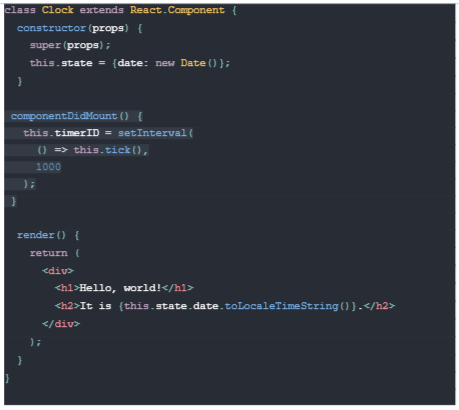 class Clock extends React.Component {
constructor(props) {
super(props);
this.state = {date: new Date()};
}
componentDidMount() {
this.timerID = setInterval(
() => this.tick(),
1000
);
}
render() {
return (
<div>
<h1>Hello, world!</h1>
<h2>It is {this.state.date.toLocaleTimeString()}.</h2>
</div>
);
}
}